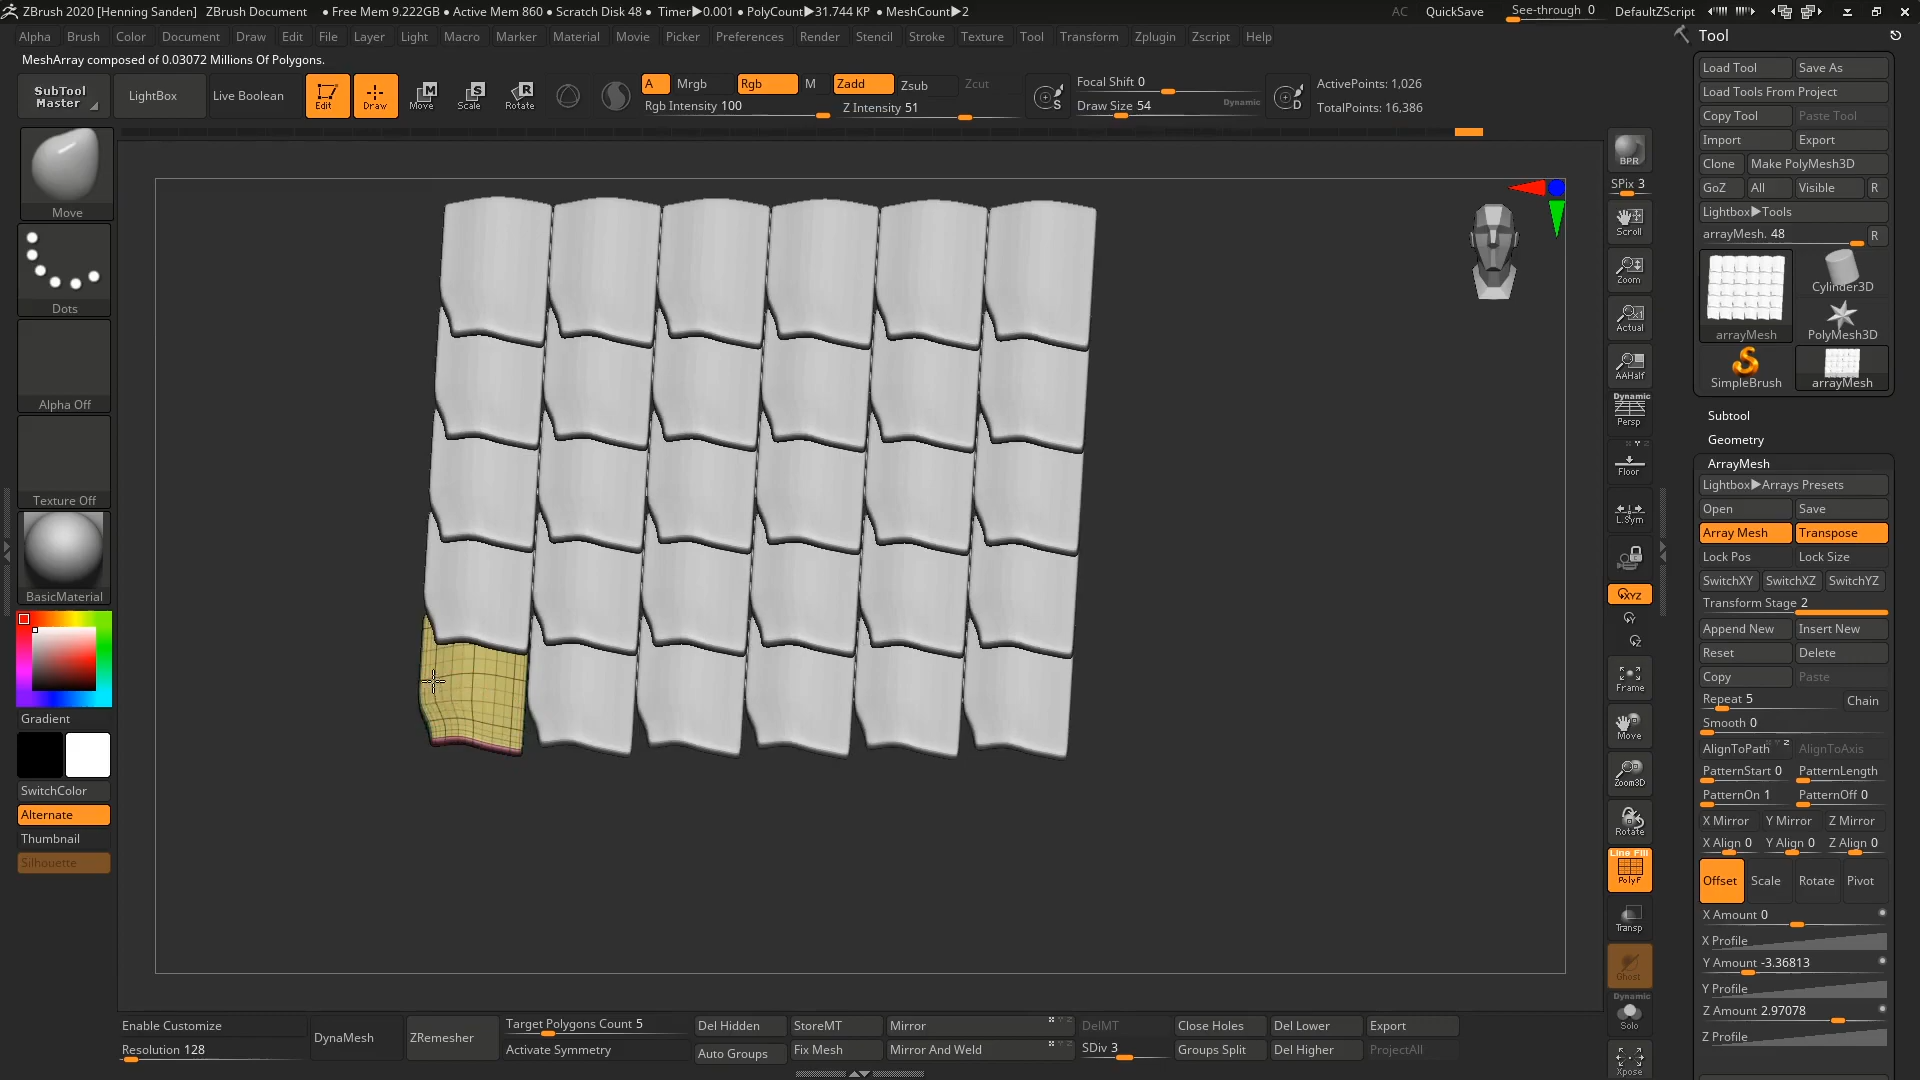 ZBrush 2020 [Henning Sanden] ZBrush Document • Free Mem 9.222GB • Active Mem 860 • Scratch Disk 48 • Timer▶0.001 • PolyCount▶31.744 KP • MeshCount▶2 AC QuickSave See-through 0 DefaultZScript
Alpha Brush Color Document Draw Edit File Layer Light Macro Marker Material Movie Picker Preferences Render Stencil Stroke Texture Tool Transform Zplugin Zscript Help
MeshArray composed of 0.03072 Millions Of Polygons.
SubTool Master
LightBox
Live Boolean
Edit
Draw
Move
Scale
Rotate
A Mrgb Rgb M Zadd Zsub Zcut
Rgb Intensity 100 Z Intensity 51
S
Focal Shift 0
Draw Size 54 Dynamic
D
ActivePoints: 1,026
TotalPoints: 16,386
Move
Dots
Alpha Off
Texture Off
BasicMaterial
Gradient
SwitchColor
Alternate
Thumbnail
Silhouette
BPR
SPix 3
Scroll
Zoom
Actual
AAHalf
Dynamic
Persp
Floor
L.Sym
XYZ
Y
Z
Frame
Move
Zoom3D
Rotate
Line Fill
PolyF
Transp
Ghost
Dynamic
Solo
Xpose
Tool
Load Tool Save As
Load Tools From Project
Copy Tool Paste Tool
Import Export
Clone Make PolyMesh3D
GoZ All Visible R
Lightbox▶Tools
arrayMesh. 48 R
arrayMesh
Cylinder3D
PolyMesh3D
SimpleBrush
arrayMesh
Subtool
Geometry
ArrayMesh
Lightbox▶Arrays Presets
Open Save
Array Mesh Transpose
Lock Pos Lock Size
SwitchXY SwitchXZ SwitchYZ
Transform Stage 2
Append New Insert New
Reset Delete
Copy Paste
Repeat 5 Chain
Smooth 0
AlignToPath AlignToAxis
PatternStart 0 PatternLength
PatternOn 1 PatternOff 0
X Mirror Y Mirror Z Mirror
X Align 0 Y Align 0 Z Align 0
Offset Scale Rotate Pivot
X Amount 0
X Profile
Y Amount -3.36813
Y Profile
Z Amount 2.97078
Z Profile
Enable Customize
Resolution 128
DynaMesh
ZRemesher
Target Polygons Count 5
Activate Symmetry
Del Hidden StoreMT Mirror DelMT Close Holes Del Lower Export
Auto Groups Fix Mesh Mirror And Weld SDiv 3 Groups Split Del Higher ProjectAll